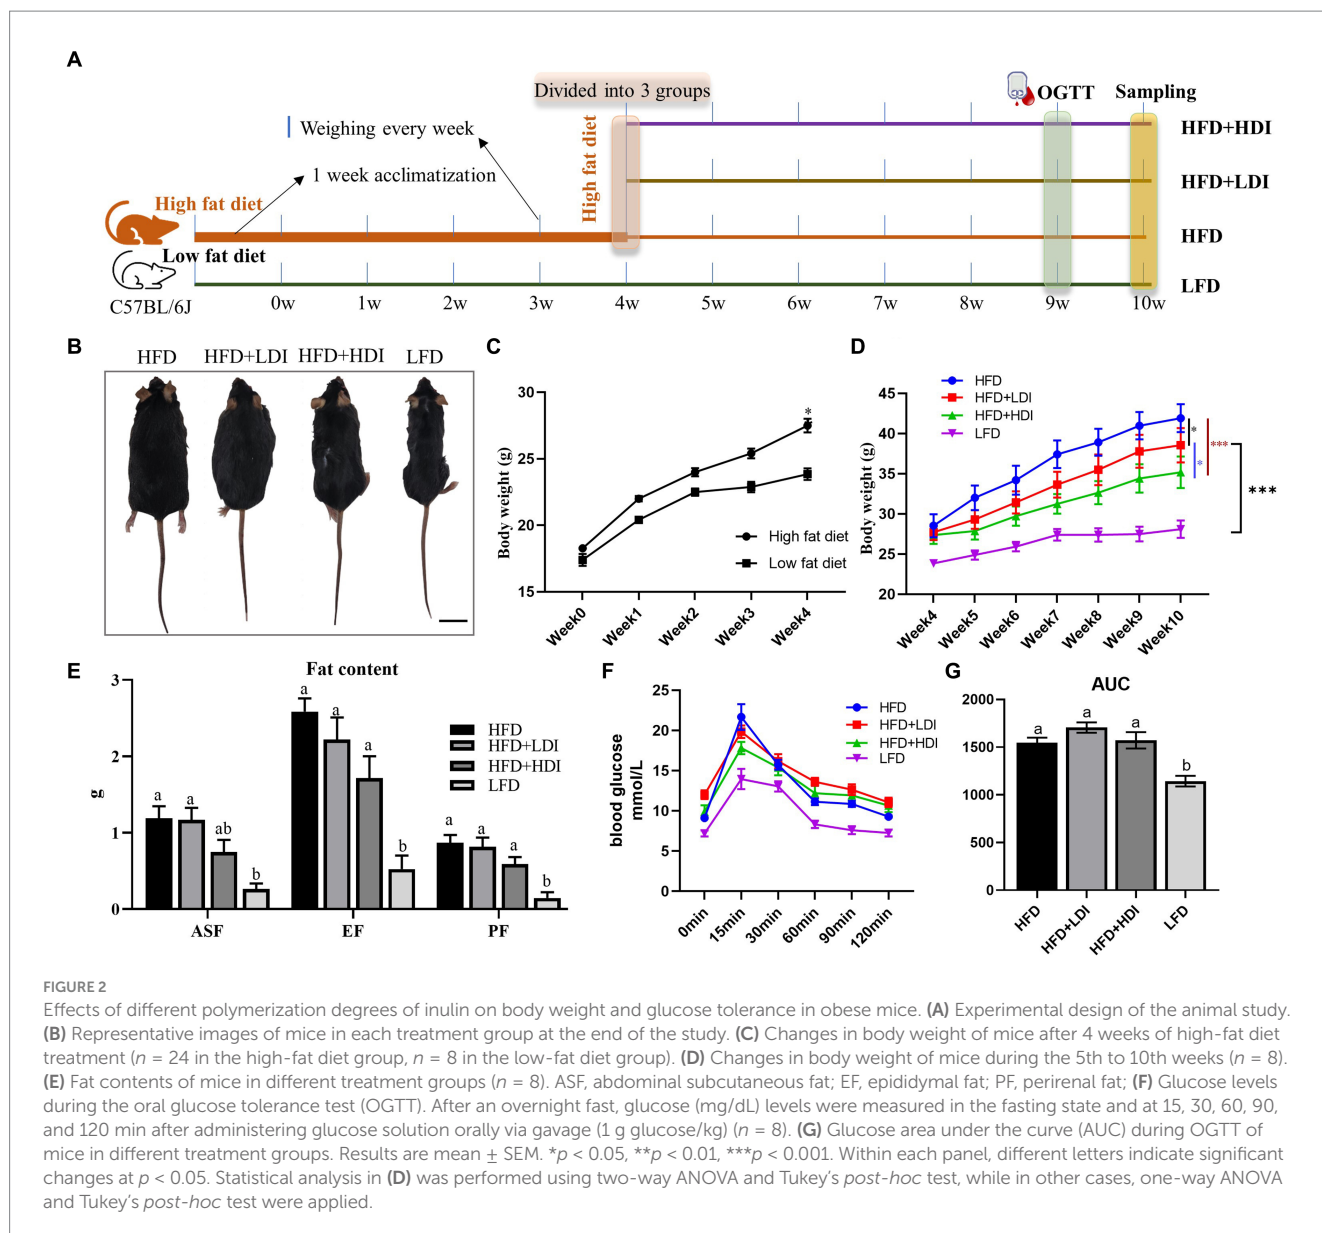 A
Divided into 3 groups
OGTT
Sampling
Weighing every week
1 week acclimatization
High fat diet
High fat diet
Low fat diet
C57BL/6J
HFD+HDI
HFD+LDI
HFD
LFD
0w 1w 2w 3w 4w 5w 6w 7w 8w 9w 10w
B
HFD HFD+LDI HFD+HDI LFD
C
Body weight (g)
30
25
20
15
High fat diet
Low fat diet
*
Week0 Week1 Week2 Week3 Week4
D
HFD
HFD+LDI
HFD+HDI
LFD
Body weight (g)
45
40
35
30
25
20
*
*
***
***
Week4 Week5 Week6 Week7 Week8 Week9 Week10
E
Fat content
g
3
2
1
0
a a ab b
a a a b
a a a b
HFD
HFD+LDI
HFD+HDI
LFD
ASF EF PF
F
blood glucose
mmol/L
25
20
15
10
5
0
HFD
HFD+LDI
HFD+HDI
LFD
0min 15min 30min 60min 90min 120min
G
AUC
2000
1500
1000
500
0
a a a b
HFD HFD+LDI HFD+HDI LFD
FIGURE 2
Effects of different polymerization degrees of inulin on body weight and glucose tolerance in obese mice. (A) Experimental design of the animal study.
(B) Representative images of mice in each treatment group at the end of the study. (C) Changes in body weight of mice after 4 weeks of high-fat diet
treatment (n = 24 in the high-fat diet group, n = 8 in the low-fat diet group). (D) Changes in body weight of mice during the 5th to 10th weeks (n = 8).
(E) Fat contents of mice in different treatment groups (n = 8). ASF, abdominal subcutaneous fat; EF, epididymal fat; PF, perirenal fat; (F) Glucose levels
during the oral glucose tolerance test (OGTT). After an overnight fast, glucose (mg/dL) levels were measured in the fasting state and at 15, 30, 60, 90,
and 120 min after administering glucose solution orally via gavage (1 g glucose/kg) (n = 8). (G) Glucose area under the curve (AUC) during OGTT of
mice in different treatment groups. Results are mean ± SEM. *p < 0.05, **p < 0.01, ***p < 0.001. Within each panel, different letters indicate significant
changes at p < 0.05. Statistical analysis in (D) was performed using two-way ANOVA and Tukey's post-hoc test, while in other cases, one-way ANOVA
and Tukey's post-hoc test were applied.